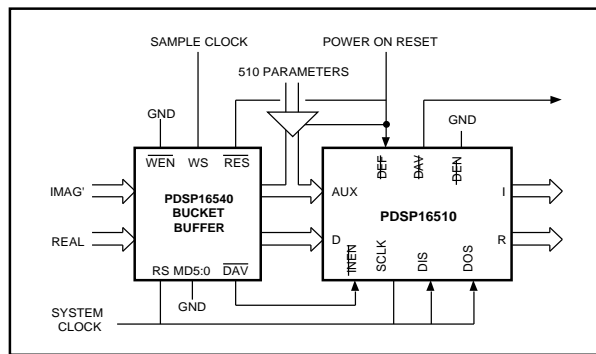 SAMPLE CLOCK
POWER ON RESET
510 PARAMETERS
GND
GND
WEN WS RES
DEF DAV DEN
IMAG'
PDSP16540
BUCKET
BUFFER
AUX
PDSP16510
I
REAL
D
R
RS MD5:0 DAV
INEN SCLK DIS DOS
GND
SYSTEM
CLOCK